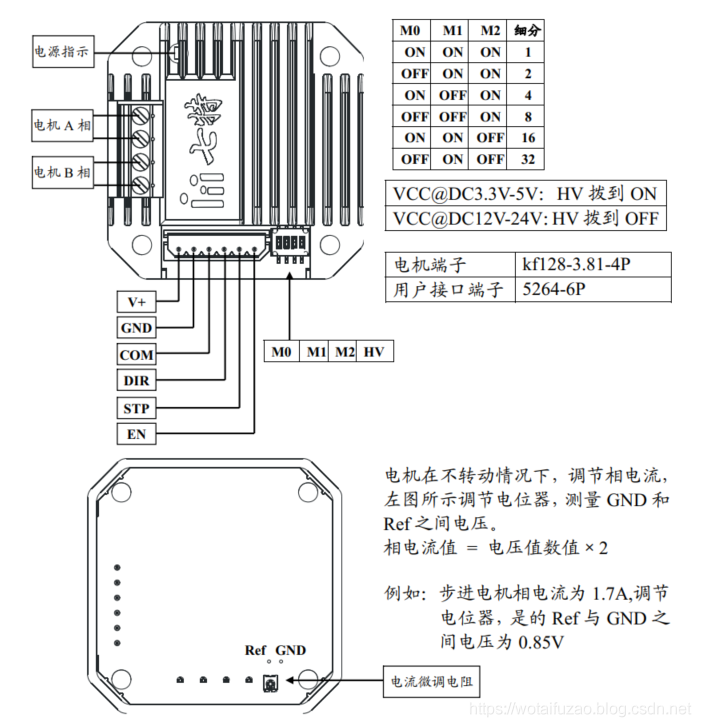 电源指示
电机A相
电机B相
七特
M0 M1 M2 细分
ON ON ON 1
OFF ON ON 2
ON OFF ON 4
OFF OFF ON 8
ON ON OFF 16
OFF ON OFF 32
VCC@DC3.3V-5V: HV 拨到 ON
VCC@DC12V-24V: HV 拨到 OFF
电机端子 kf128-3.81-4P
用户接口端子 5264-6P
V+
GND
COM
DIR
STP
EN
M0 M1 M2 HV
电机在不转动情况下，调节相电流，
左图所示调节电位器，测量 GND 和
Ref 之间电压。
相电流值 = 电压值数值 × 2
例如：步进电机相电流为 1.7A,调节
电位器，是的 Ref 与 GND 之
间电压为 0.85V
Ref GND
电流微调电阻
https://wotaifuzao.blog.csdn.net